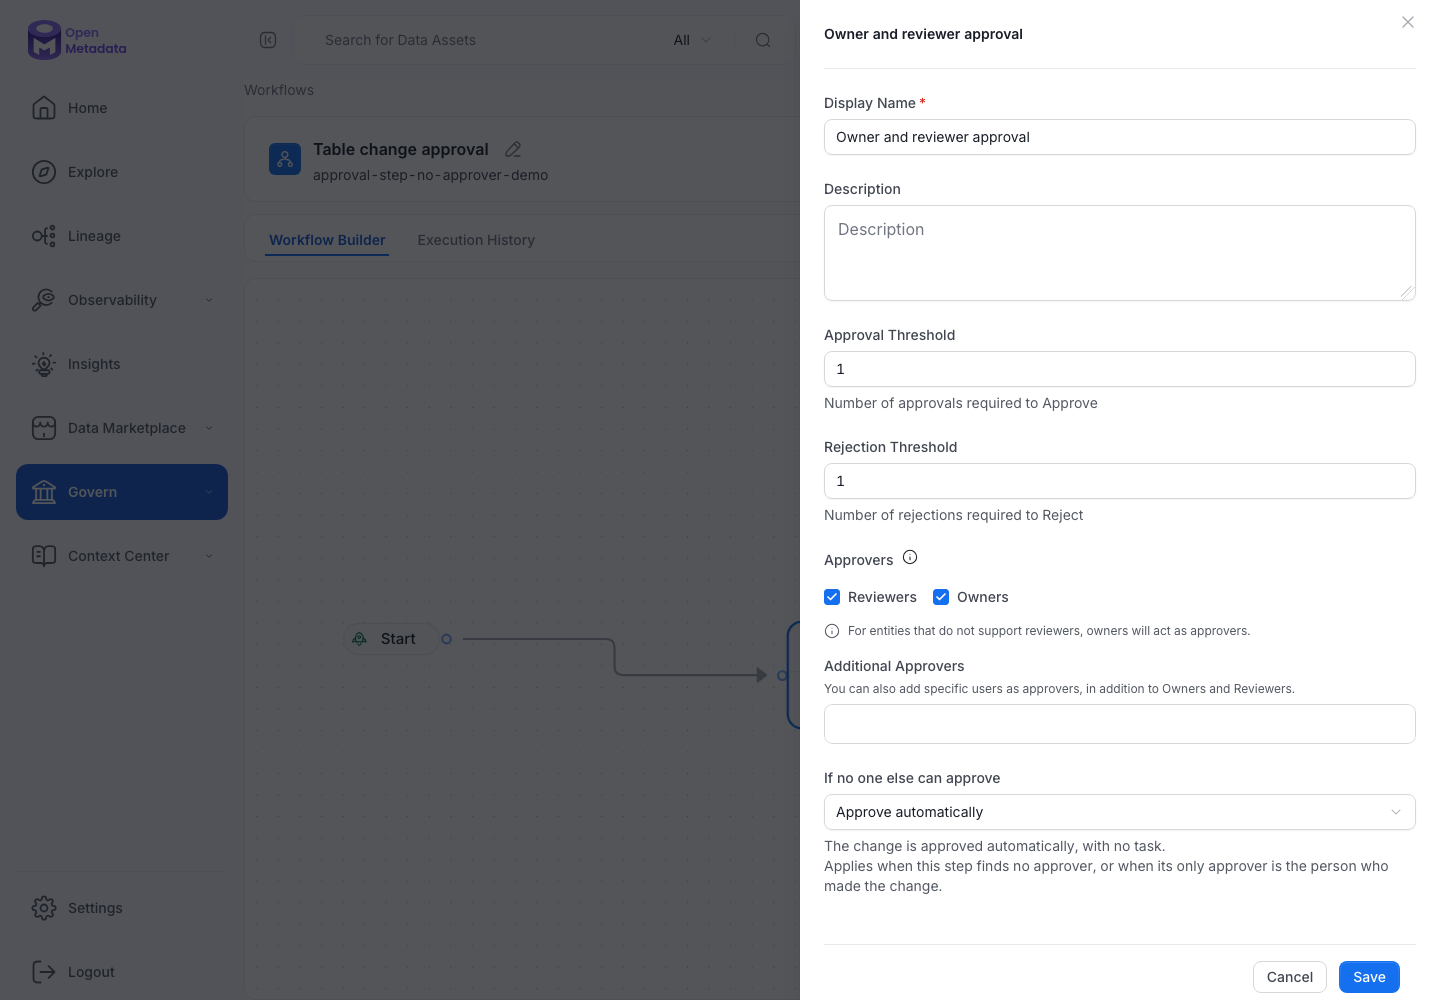 Open
Metadata
Home
Explore
Lineage
Observability
Insights
Data Marketplace
Govern
Context Center
Settings
Logout
Search for Data Assets
All
Workflows
Table change approval
approval-step-no-approver-demo
Workflow Builder
Execution History
Start
Owner and reviewer approval
Display Name *
Owner and reviewer approval
Description
Description
Approval Threshold
1
Number of approvals required to Approve
Rejection Threshold
1
Number of rejections required to Reject
Approvers
Reviewers
Owners
For entities that do not support reviewers, owners will act as approvers.
Additional Approvers
You can also add specific users as approvers, in addition to Owners and Reviewers.
If no one else can approve
Approve automatically
The change is approved automatically, with no task.
Applies when this step finds no approver, or when its only approver is the person who
made the change.
Cancel
Save